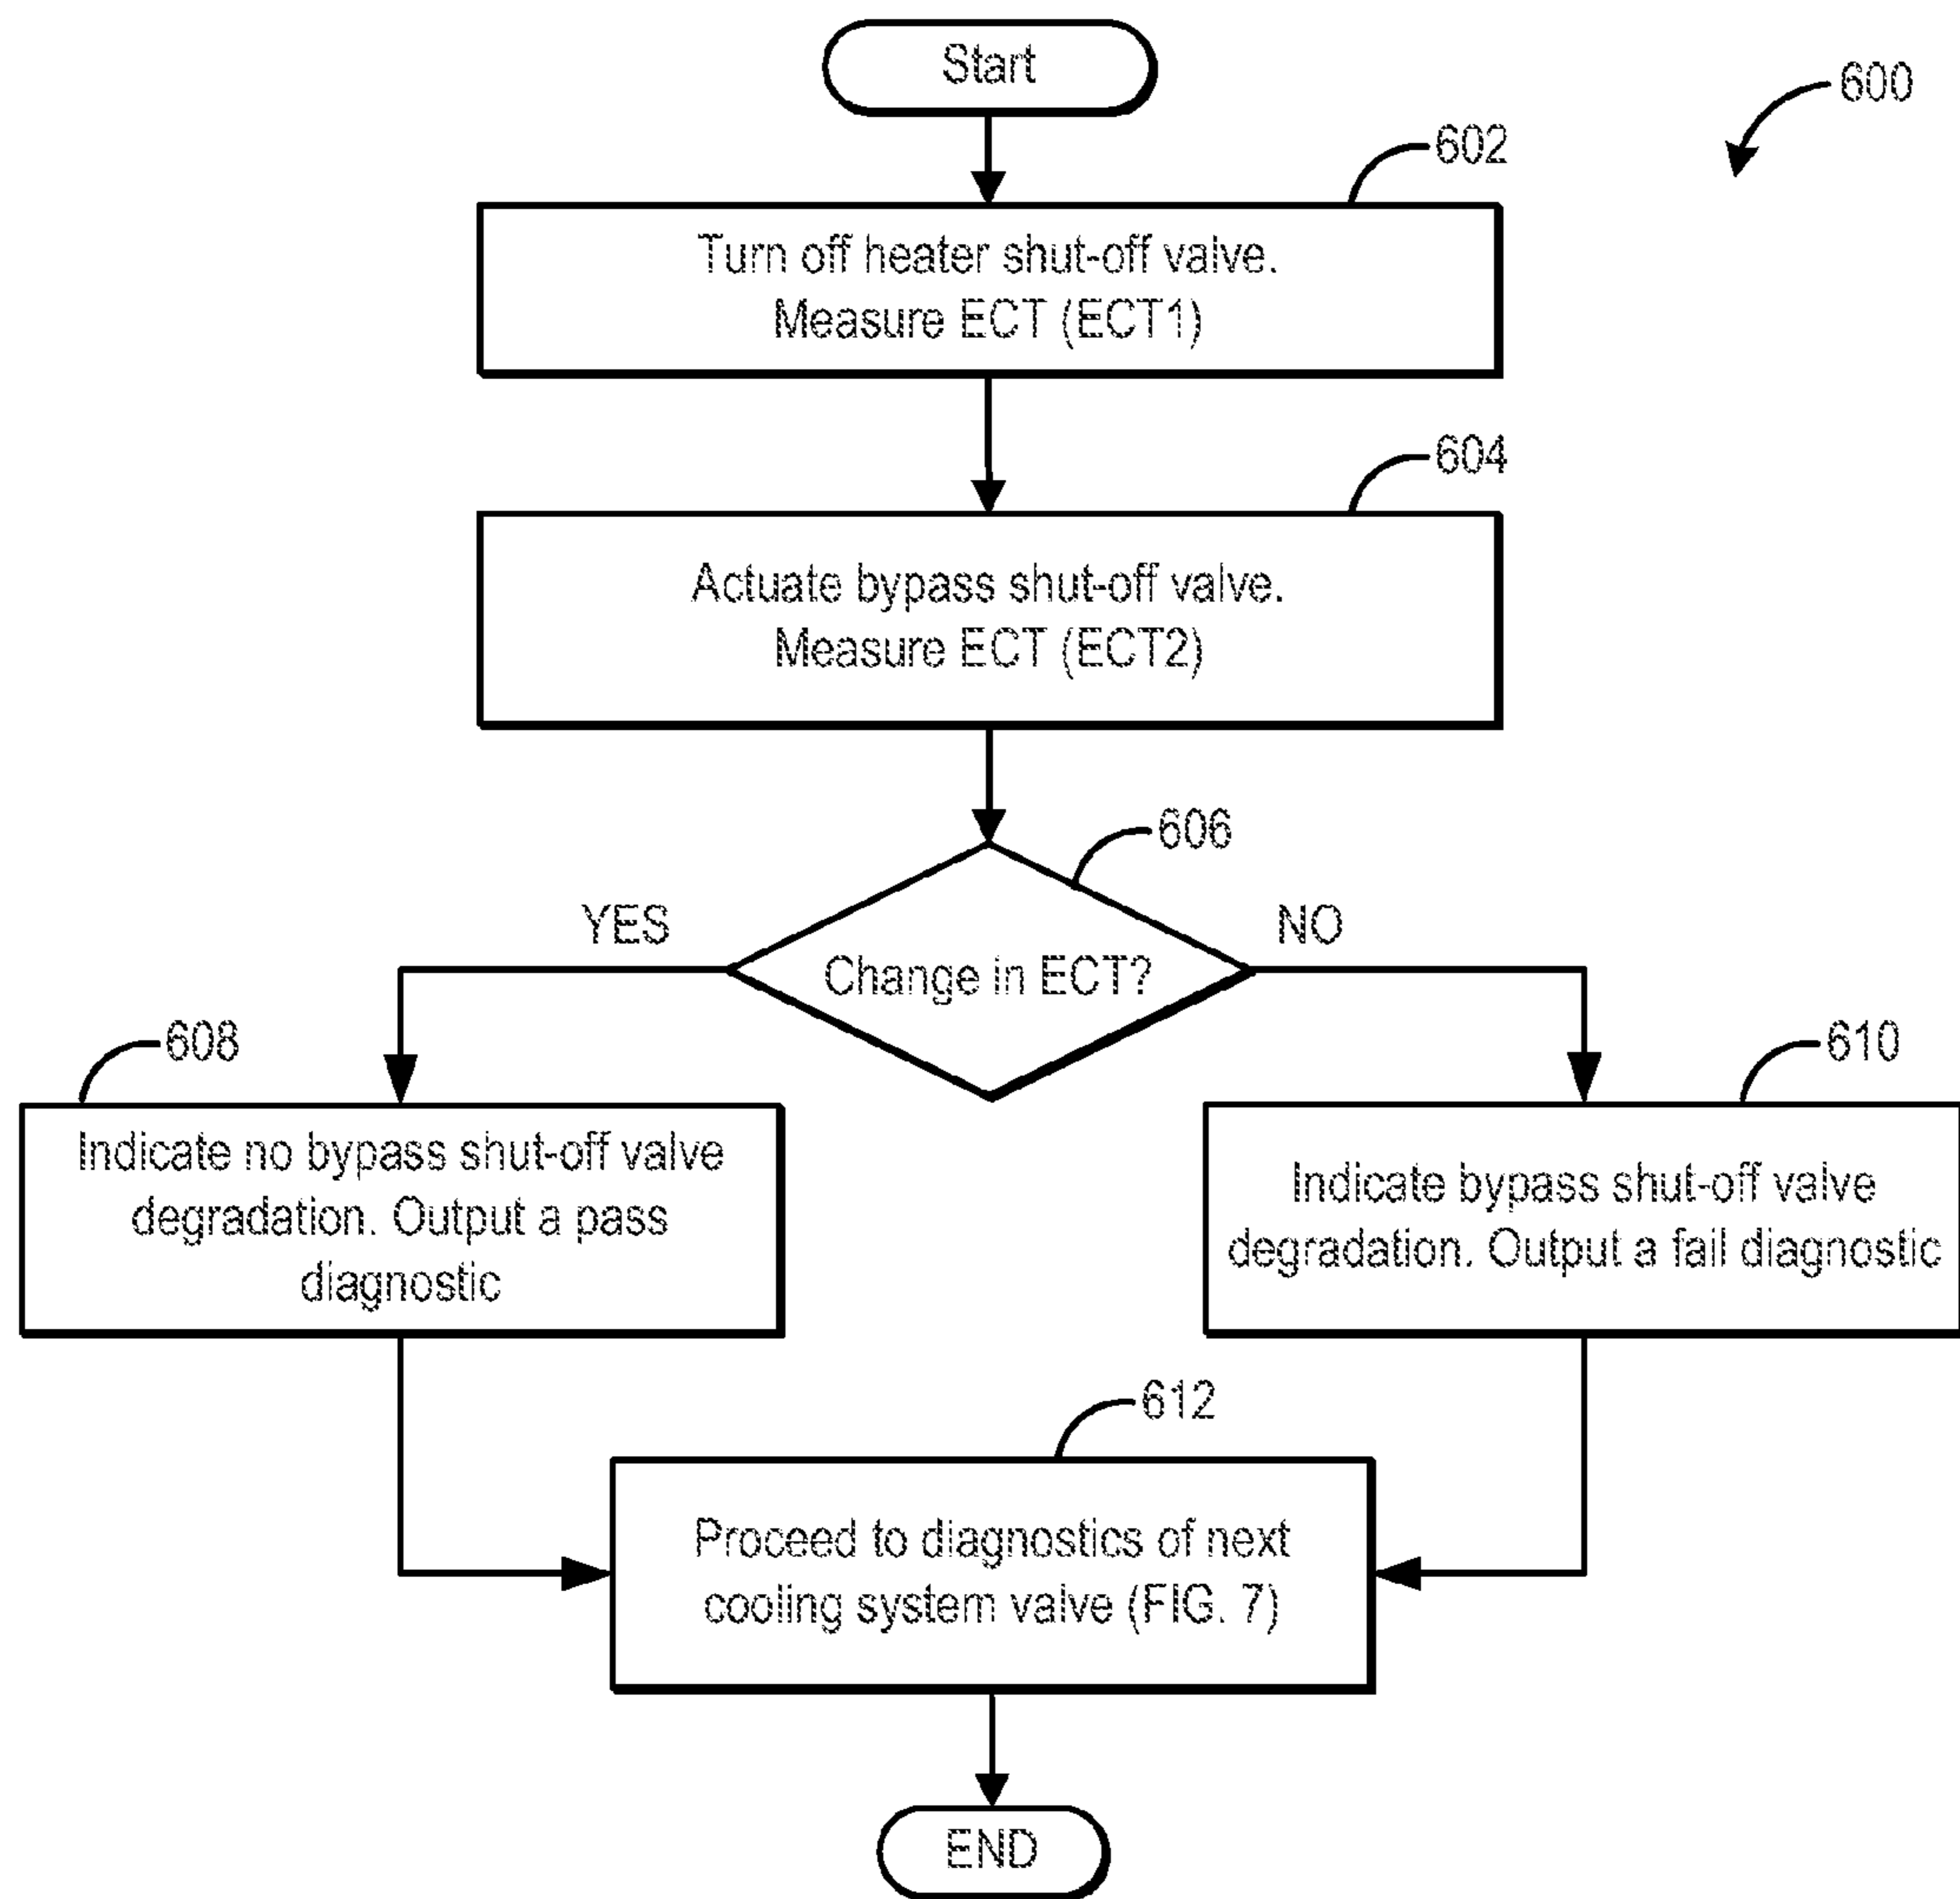 Start
600
602
Turn off heater shut-off valve.
Measure ECT (ECT1)
604
Actuate bypass shut-off valve.
Measure ECT (ECT2)
606
YES
NO
Change in ECT?
608
610
Indicate no bypass shut-off valve
degradation. Output a pass
diagnostic
Indicate bypass shut-off valve
degradation. Output a fail diagnostic
612
Proceed to diagnostics of next
cooling system valve (FIG. 7)
END